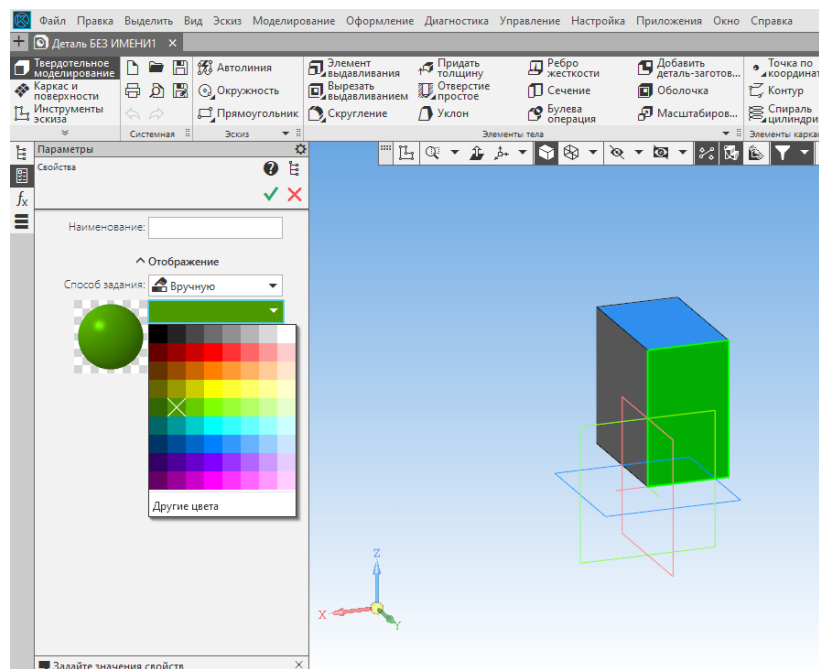 Файл Правка Выделить Вид Эскиз Моделирование Оформление Диагностика Управление Настройка Приложения Окно Справка
+ Деталь БЕЗ ИМЕНИ1 ×
Твердотельное моделирование
Каркас и поверхности
Инструменты эскиза
Системная
Автолиния
Окружность
Прямоугольник
Эскиз
Элемент выдавливания
Вырезать выдавливанием
Скругление
Придать толщину
Отверстие простое
Уклон
Ребро жесткости
Сечение
Булева операция
Добавить деталь-заготов...
Оболочка
Масштабиров...
Элементы тела
Точка по координат
Контур
Спираль цилиндри
Элементы каркас
Параметры
Свойства
?
fx
Наименование:
Отображение
Способ задания: Вручную
Другие цвета
Z
X
Y
Задайте значения свойств ×